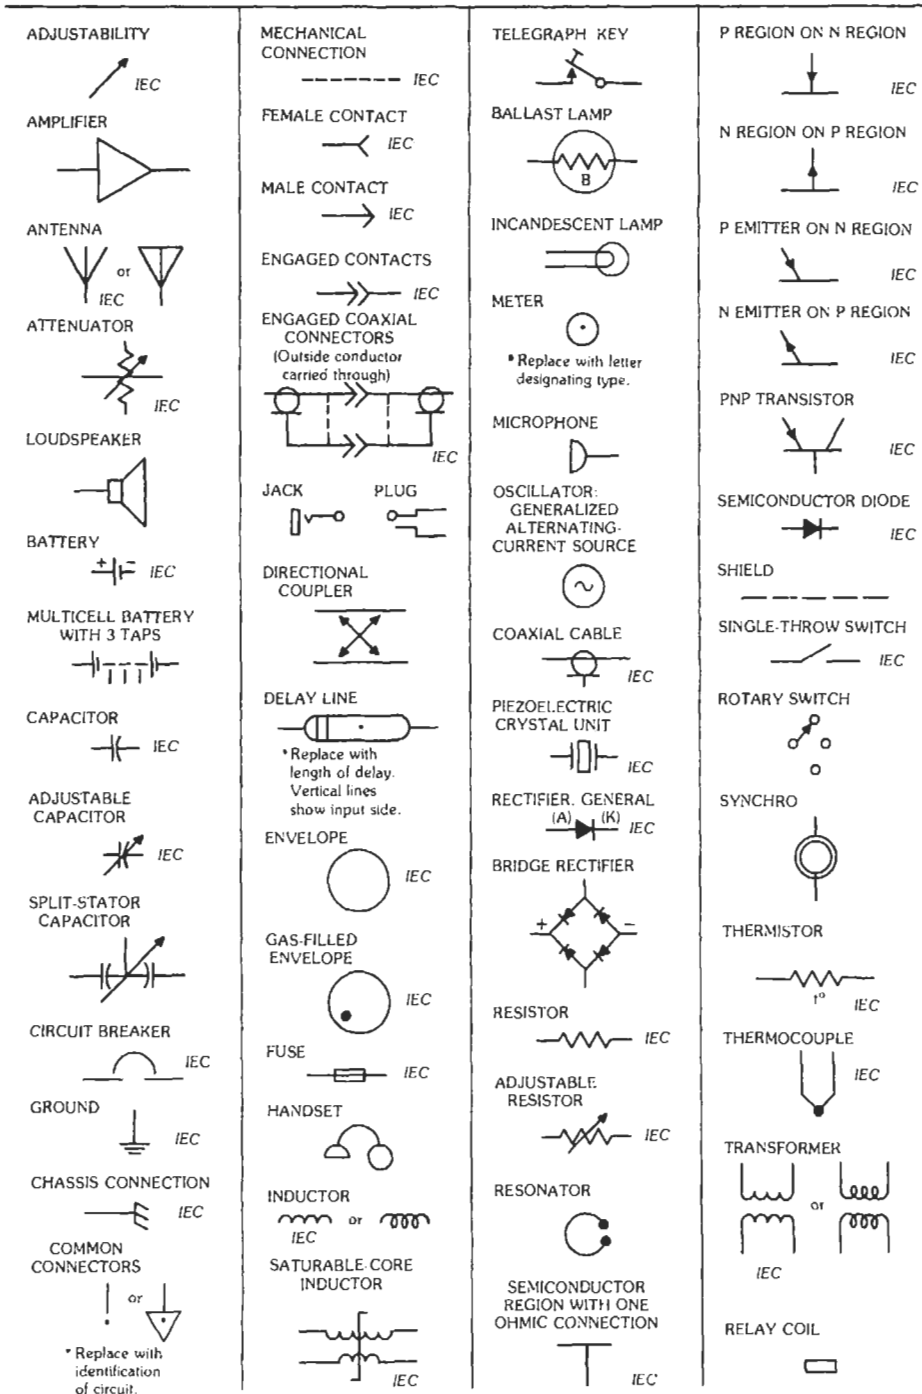 ADJUSTABILITY
IEC
AMPLIFIER
ANTENNA
or
IEC
ATTENUATOR
IEC
LOUDSPEAKER
BATTERY
+ - IEC
MULTICELL BATTERY
WITH 3 TAPS
CAPACITOR
IEC
ADJUSTABLE
CAPACITOR
IEC
SPLIT-STATOR
CAPACITOR
CIRCUIT BREAKER
IEC
GROUND
IEC
CHASSIS CONNECTION
IEC
COMMON
CONNECTORS
or
* *
* Replace with
identification
of circuit.
MECHANICAL
CONNECTION
IEC
FEMALE CONTACT
IEC
MALE CONTACT
IEC
ENGAGED CONTACTS
IEC
ENGAGED COAXIAL
CONNECTORS
(Outside conductor
carried through)
IEC
JACK PLUG
DIRECTIONAL
COUPLER
DELAY LINE
*
* Replace with
length of delay.
Vertical lines
show input side.
ENVELOPE
IEC
GAS-FILLED
ENVELOPE
IEC
FUSE
IEC
HANDSET
INDUCTOR
or
IEC
SATURABLE-CORE
INDUCTOR
IEC
TELEGRAPH KEY
BALLAST LAMP
B
INCANDESCENT LAMP
METER
*
* Replace with letter
designating type.
MICROPHONE
OSCILLATOR:
GENERALIZED
ALTERNATING-
CURRENT SOURCE
~
COAXIAL CABLE
IEC
PIEZOELECTRIC
CRYSTAL UNIT
IEC
RECTIFIER, GENERAL
(A) (K)
IEC
BRIDGE RECTIFIER
+ -
RESISTOR
IEC
ADJUSTABLE
RESISTOR
IEC
RESONATOR
SEMICONDUCTOR
REGION WITH ONE
OHMIC CONNECTION
IEC
P REGION ON N REGION
IEC
N REGION ON P REGION
IEC
P EMITTER ON N REGION
IEC
N EMITTER ON P REGION
IEC
PNP TRANSISTOR
IEC
SEMICONDUCTOR DIODE
IEC
SHIELD
SINGLE-THROW SWITCH
IEC
ROTARY SWITCH
SYNCHRO
THERMISTOR
t°
IEC
THERMOCOUPLE
IEC
TRANSFORMER
or
IEC
RELAY COIL